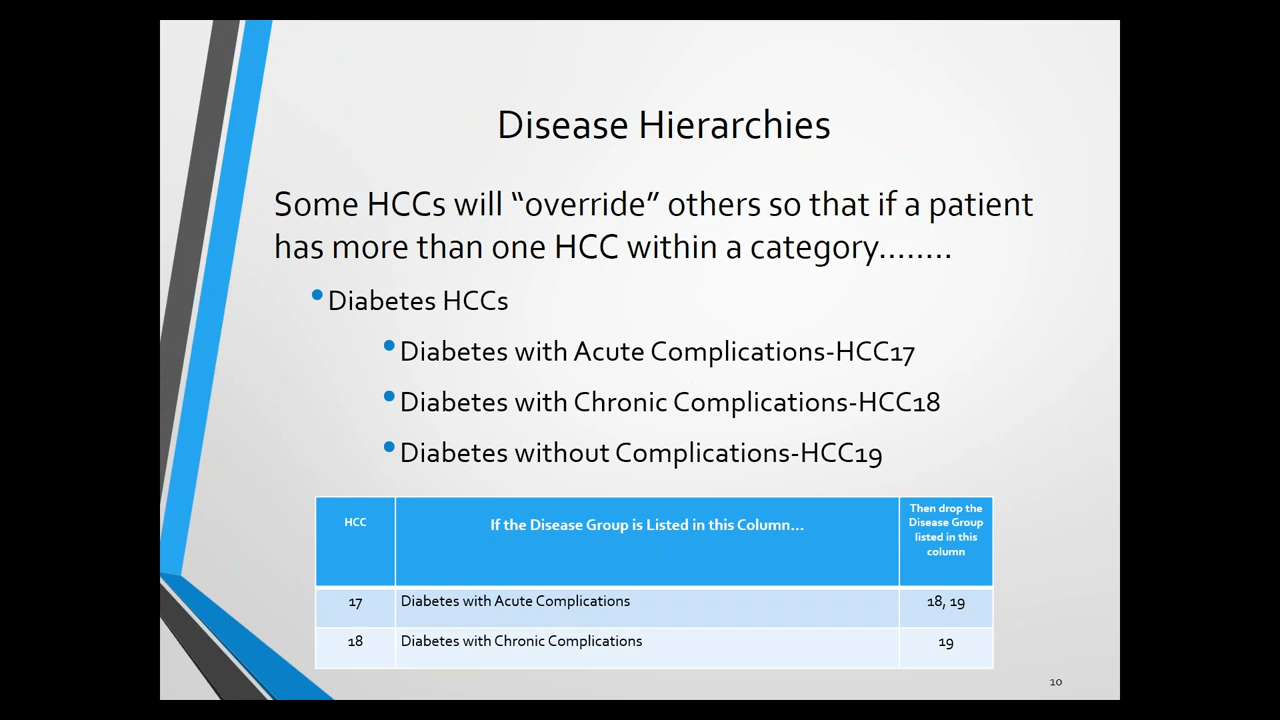 Disease Hierarchies
Some HCCs will “override” others so that if a patient
has more than one HCC within a category........
•Diabetes HCCs
•Diabetes with Acute Complications-HCC17
•Diabetes with Chronic Complications-HCC18
•Diabetes without Complications-HCC19
HCC
If the Disease Group is Listed in this Column...
Then drop the
Disease Group
listed in this
column
17 Diabetes with Acute Complications 18, 19
18 Diabetes with Chronic Complications 19
10